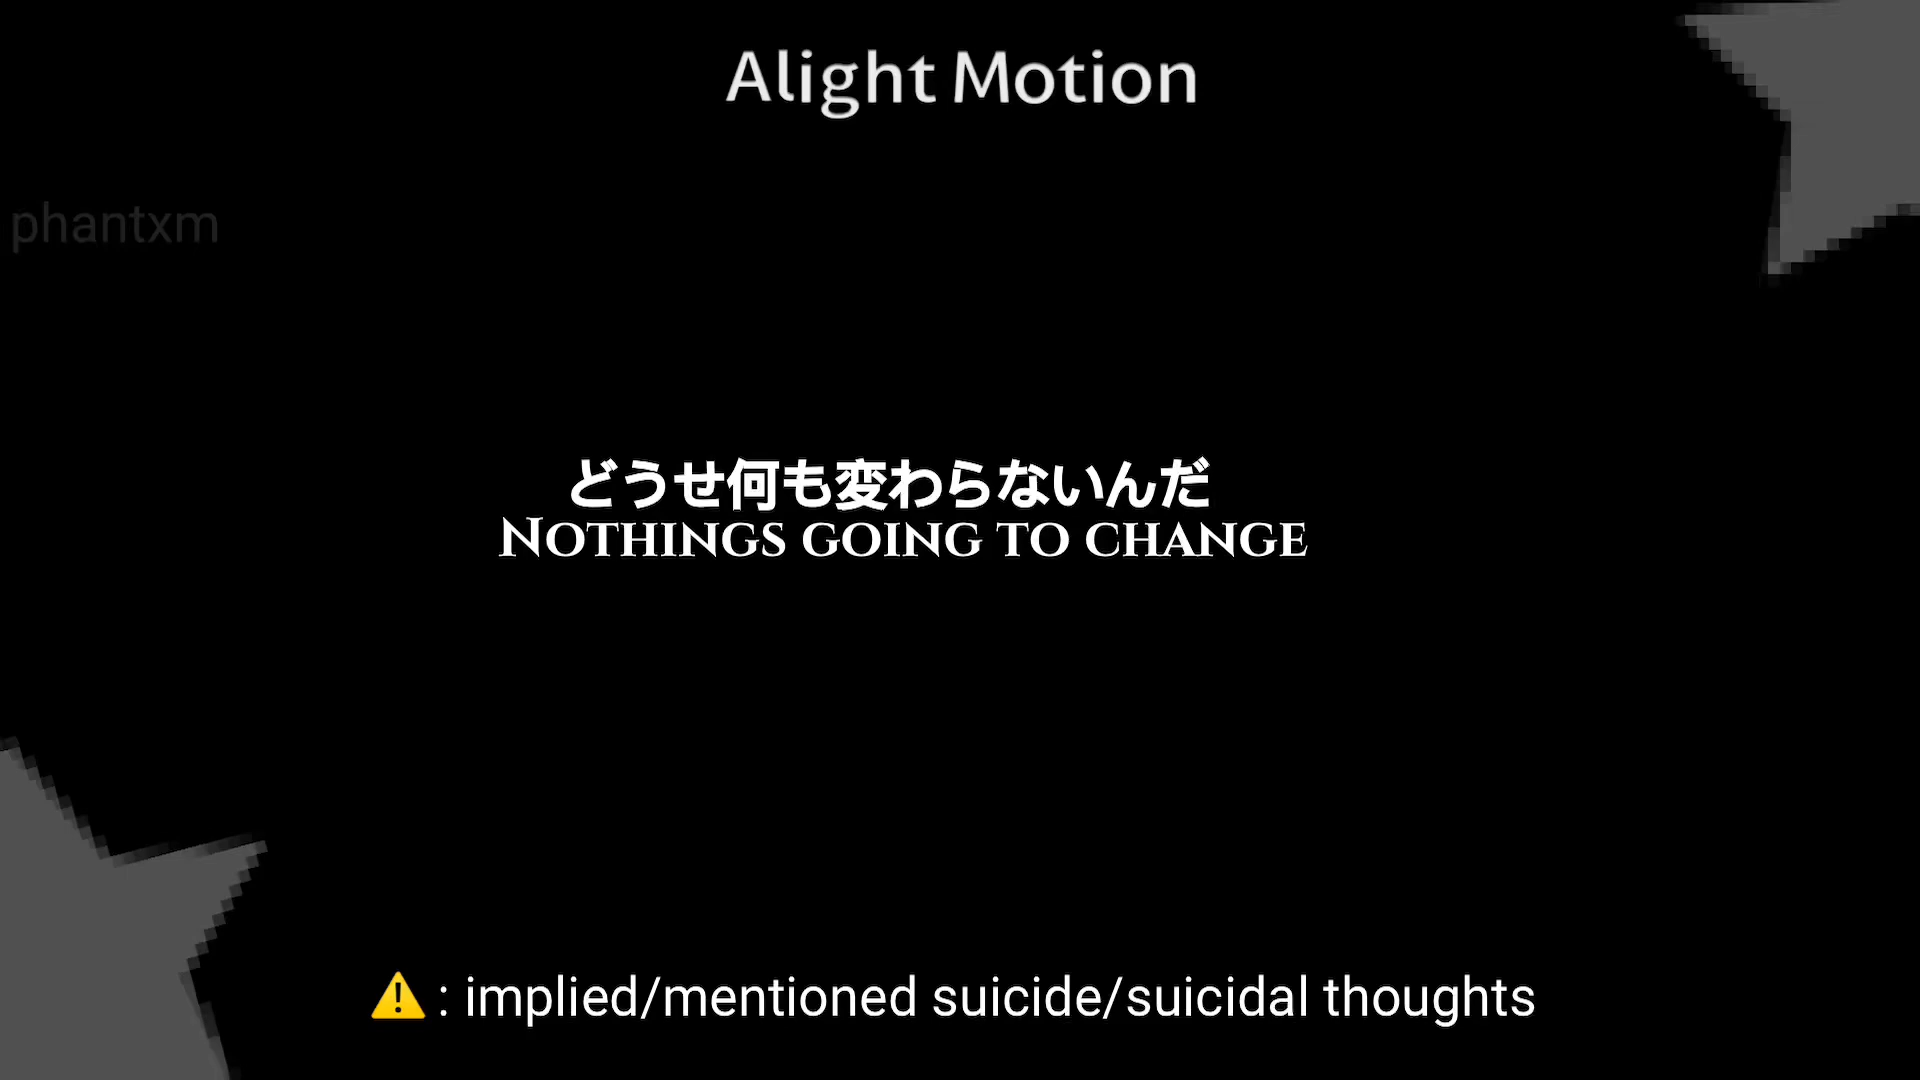 Alight Motion
phantxm
どうせ何も変わらないんだ
NOTHINGS GOING TO CHANGE
⚠️ : implied/mentioned suicide/suicidal thoughts